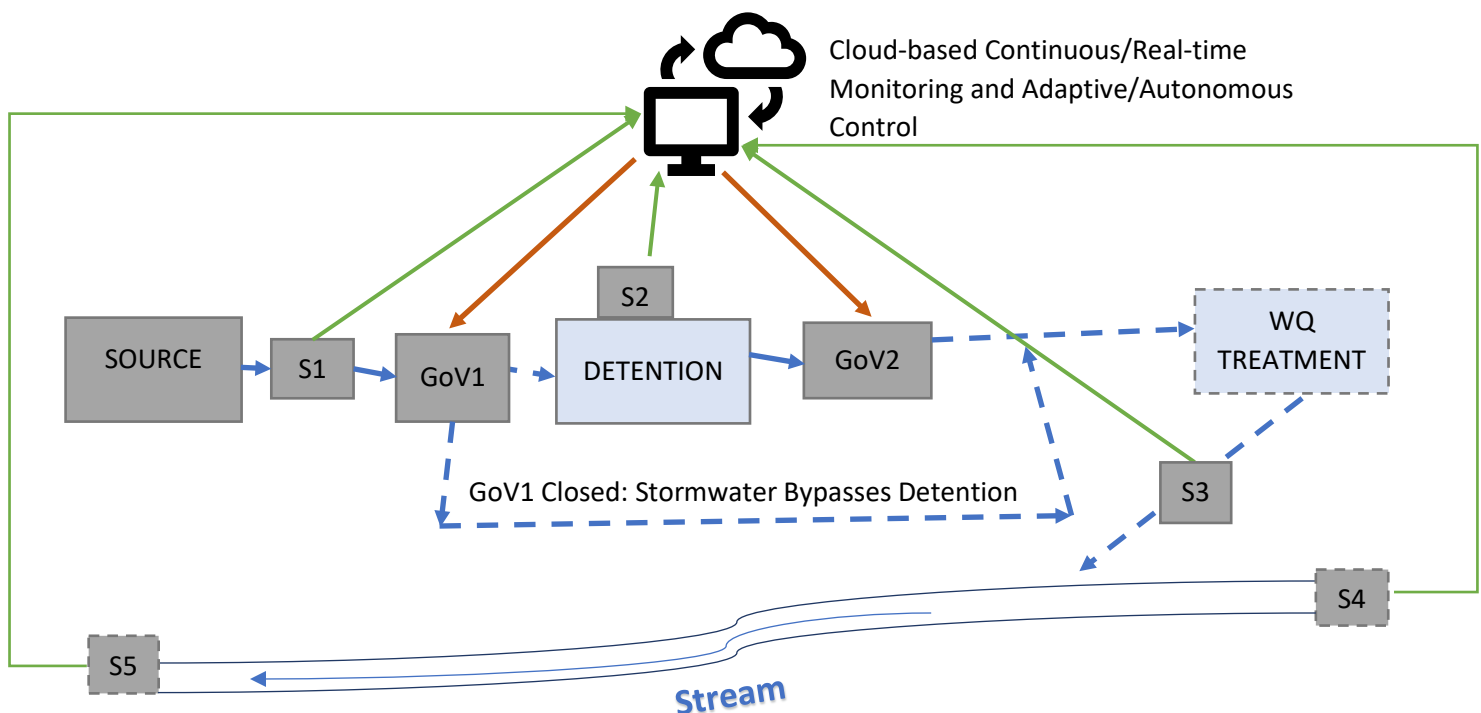 Cloud-based Continuous/Real-time
Monitoring and Adaptive/Autonomous
Control
S2
SOURCE
S1
GoV1
DETENTION
GoV2
WQ
TREATMENT
GoV1 Closed: Stormwater Bypasses Detention
S3
S4
S5
Stream